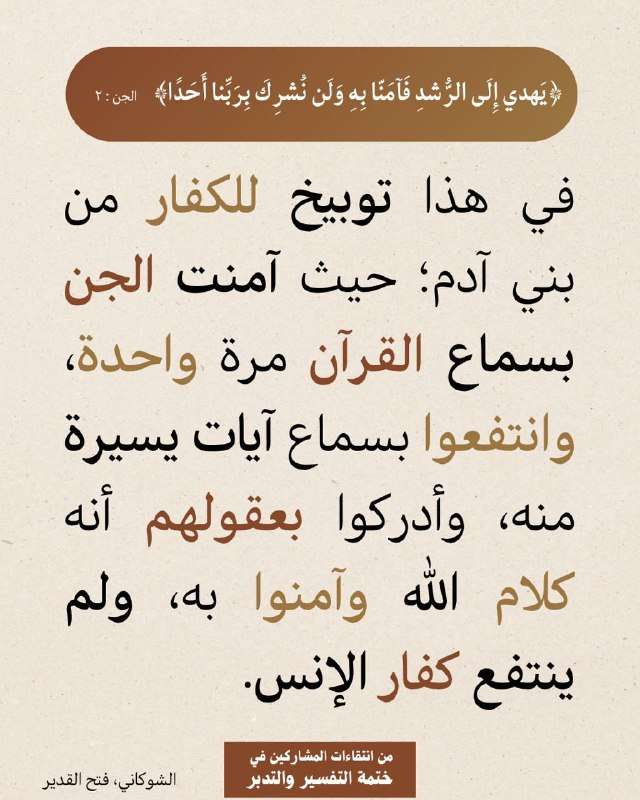 ﴿يَهدي إِلَى الرُّشدِ فَآمَنّا بِهِ وَلَن نُشرِكَ بِرَبِّنا أَحَدًا﴾ الجن : ٢
في هذا توبيخ للكفار من
بني آدم؛ حيث آمنت الجن
بسماع القرآن مرة واحدة،
وانتفعوا بسماع آيات يسيرة
منه، وأدركوا بعقولهم أنه
كلام الله وآمنوا به، ولم
ينتفع كفار الإنس.
من انتقاءات المشاركين في
ختمة التفسير والتدبر
الشوكاني، فتح القدير